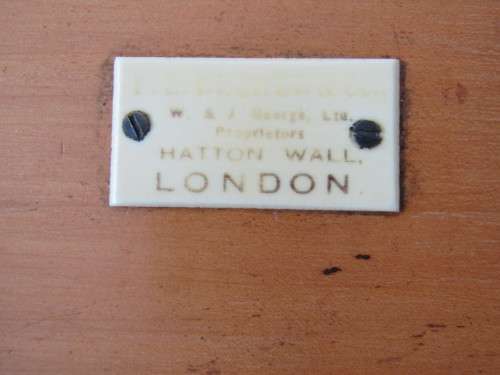 W. & J. George, Ltd.
Proprietors
HATTON WALL,
LONDON.